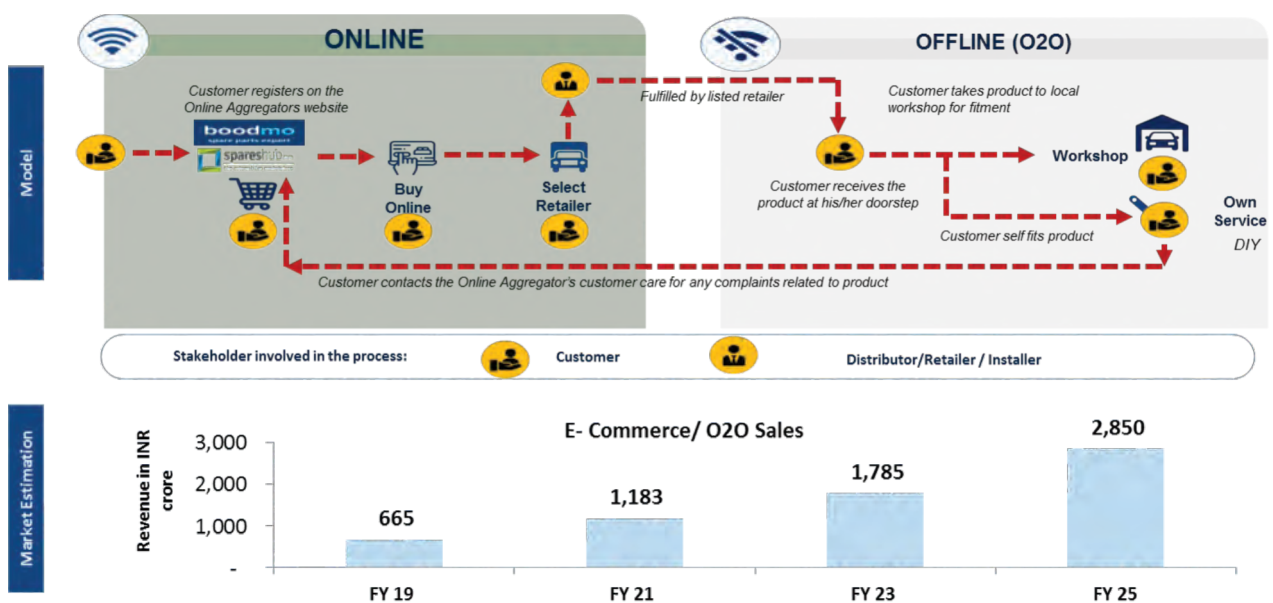 ONLINE
OFFLINE (O2O)
Model
Customer registers on the
Online Aggregators website
boodmo
spare parts expert
spareshub
Buy
Online
Select
Retailer
Fulfilled by listed retailer
Customer receives the
product at his/her doorstep
Customer takes product to local
workshop for fitment
Workshop
Customer self fits product
Own
Service
DIY
Customer contacts the Online Aggregator's customer care for any complaints related to product
Stakeholder involved in the process:
Customer
Distributor/Retailer / Installer
Market Estimation
E- Commerce/ O2O Sales
Revenue in INR
crore
3,000
2,000
1,000
-
665
1,183
1,785
2,850
FY 19
FY 21
FY 23
FY 25